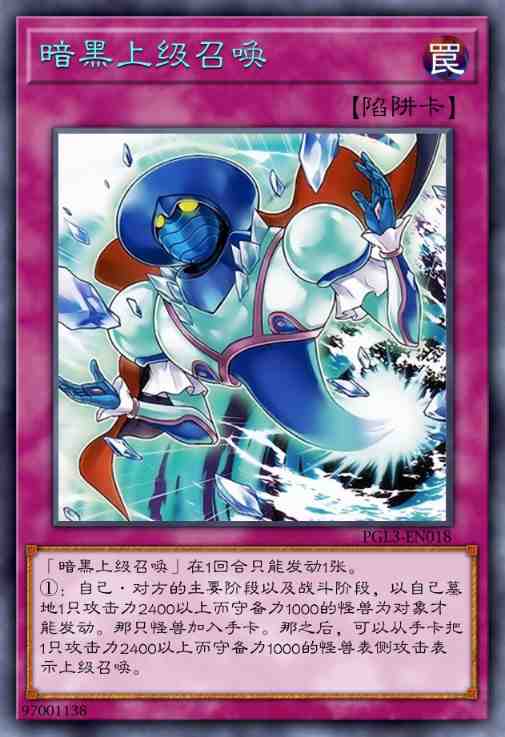 暗黑上级召唤
罠
【陷阱卡】
PGL3-EN018
「暗黑上级召唤」在1回合只能发动1张。
①：自己·对方的主要阶段以及战斗阶段，以自己墓
地1只攻击力2400以上而守备力1000的怪兽为对象才
能发动。那只怪兽加入手卡。那之后，可以从手卡把
1只攻击力2400以上而守备力1000的怪兽表侧攻击表
示上级召唤。
97001138